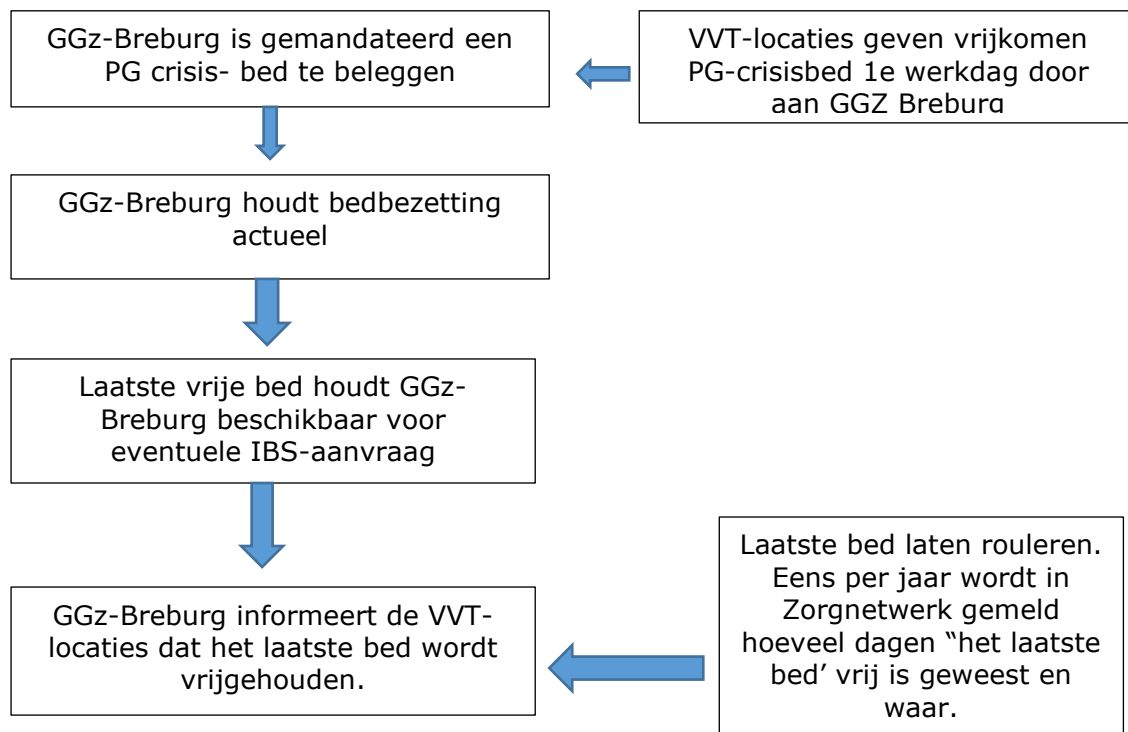 GGz-Breburg is gemandateerd een
PG crisis- bed te beleggen
VVT-locaties geven vrijkomen
PG-crisisbed 1e werkdag door
aan GGZ Breburg
GGz-Breburg houdt bedbezetting
actueel
Laatste vrije bed houdt GGz-
Breburg beschikbaar voor
eventuele IBS-aanvraag
GGz-Breburg informeert de VVT-
locaties dat het laatste bed wordt
vrijgehouden.
Laatste bed laten rouleren.
Eens per jaar wordt in
Zorgnetwerk gemeld
hoeveel dagen “het laatste
bed’ vrij is geweest en
waar.